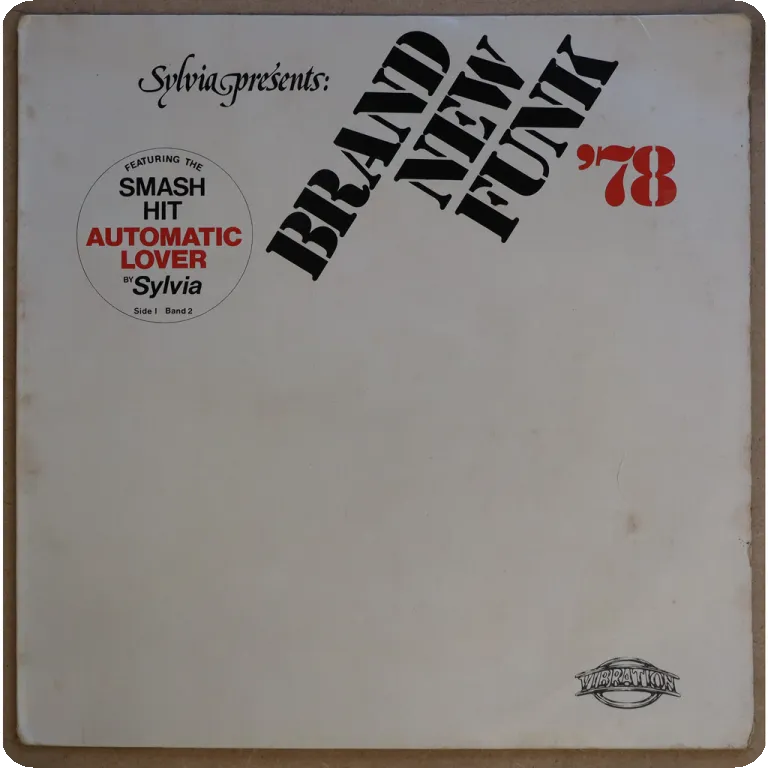 Sylvia presents:
BRAND
NEW
FUNK
'78
FEATURING THE
SMASH
HIT
AUTOMATIC
LOVER
BY Sylvia
Side I Band 2
VIBRATION